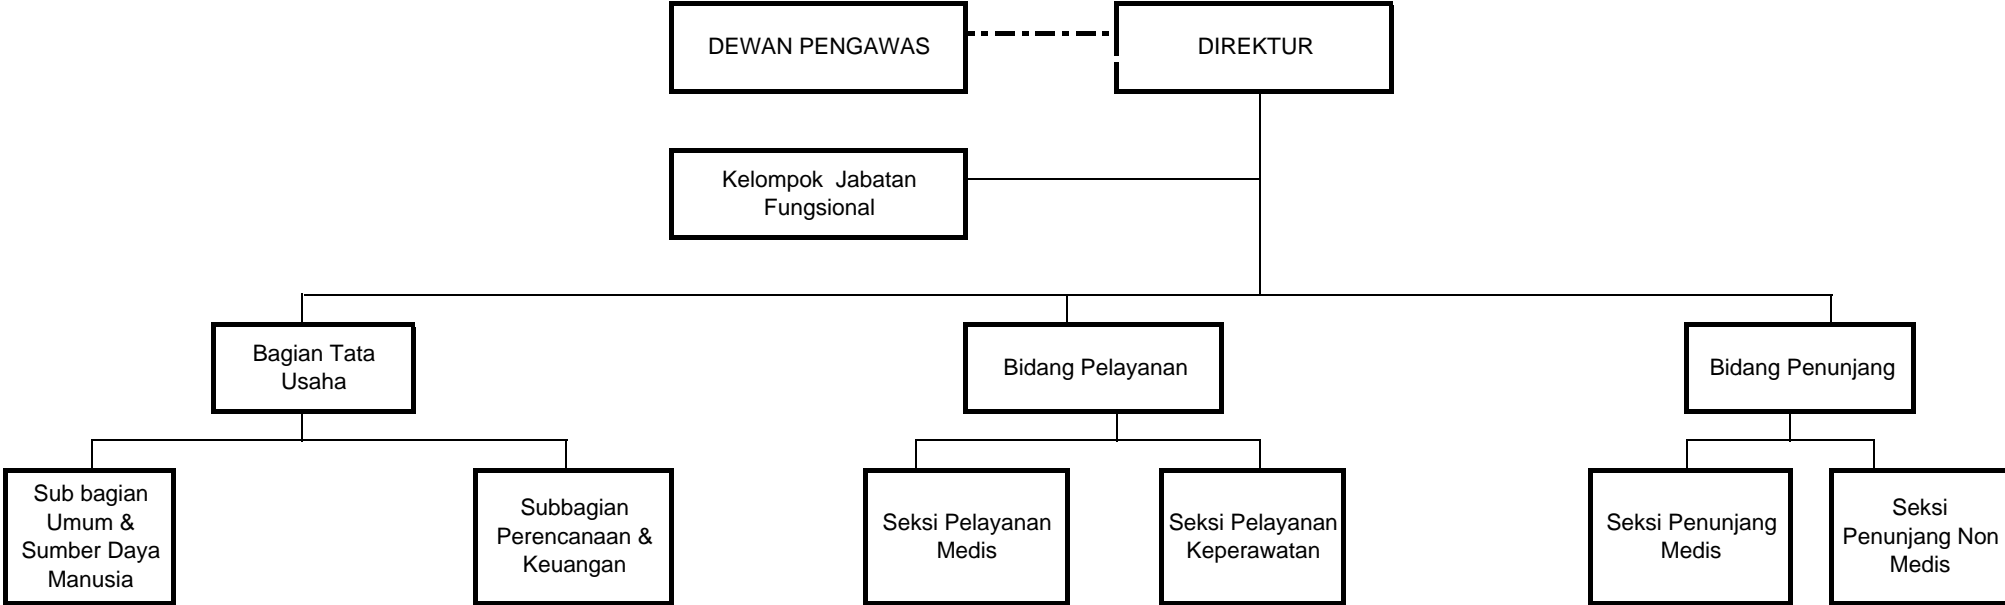 DEWAN PENGAWAS
DIREKTUR
Kelompok Jabatan
Fungsional
Bagian Tata
Usaha
Bidang Pelayanan
Bidang Penunjang
Sub bagian
Umum &
Sumber Daya
Manusia
Subbagian
Perencanaan &
Keuangan
Seksi Pelayanan
Medis
Seksi Pelayanan
Keperawatan
Seksi Penunjang
Medis
Seksi
Penunjang Non
Medis